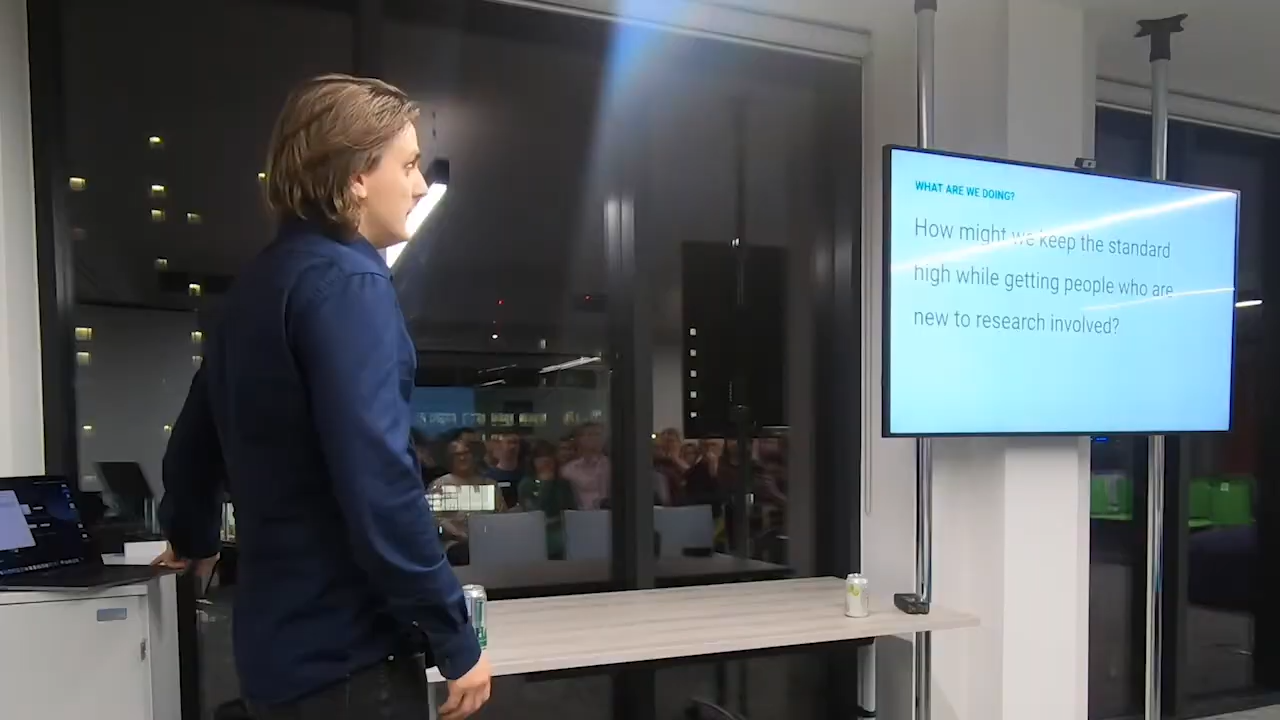 WHAT ARE WE DOING?
How might we keep the standard
high while getting people who are
new to research involved?